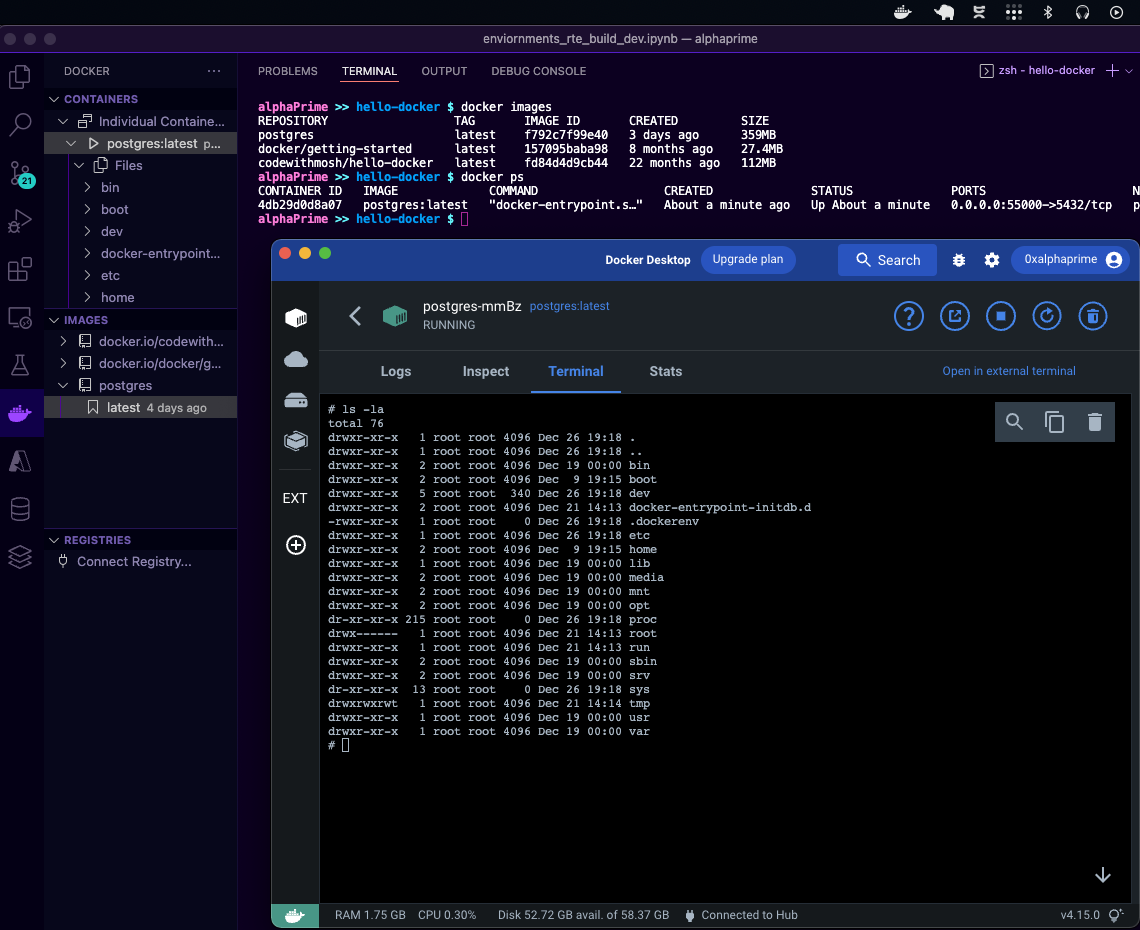 enviornments_rte_build_dev.ipynb — alphaprime
DOCKER ···
PROBLEMS TERMINAL OUTPUT DEBUG CONSOLE
zsh - hello-docker
CONTAINERS
Individual Containe...
postgres:latest p...
Files
bin
boot
dev
docker-entrypoint...
etc
home
IMAGES
docker.io/codewith...
docker.io/docker/g...
postgres
latest 4 days ago
REGISTRIES
Connect Registry...
21
alphaPrime >> hello-docker $ docker images
REPOSITORY TAG IMAGE ID CREATED SIZE
postgres latest f792c7f99e40 3 days ago 359MB
docker/getting-started latest 157095baba98 8 months ago 27.4MB
codewithmosh/hello-docker latest fd84d4d9cb44 22 months ago 112MB
alphaPrime >> hello-docker $ docker ps
CONTAINER ID IMAGE COMMAND CREATED STATUS PORTS N
4db29d0d8a07 postgres:latest "docker-entrypoint.s…" About a minute ago Up About a minute 0.0.0.0:55000->5432/tcp p
alphaPrime >> hello-docker $
Docker Desktop Upgrade plan Search 0xalphaprime
postgres-mmBz postgres:latest
RUNNING
Logs Inspect Terminal Stats Open in external terminal
EXT
# ls -la
total 76
drwxr-xr-x 1 root root 4096 Dec 26 19:18 .
drwxr-xr-x 1 root root 4096 Dec 26 19:18 ..
drwxr-xr-x 2 root root 4096 Dec 19 00:00 bin
drwxr-xr-x 2 root root 4096 Dec 9 19:15 boot
drwxr-xr-x 5 root root 340 Dec 26 19:18 dev
drwxr-xr-x 2 root root 4096 Dec 21 14:13 docker-entrypoint-initdb.d
-rwxr-xr-x 1 root root 0 Dec 26 19:18 .dockerenv
drwxr-xr-x 1 root root 4096 Dec 26 19:18 etc
drwxr-xr-x 2 root root 4096 Dec 9 19:15 home
drwxr-xr-x 1 root root 4096 Dec 19 00:00 lib
drwxr-xr-x 2 root root 4096 Dec 19 00:00 media
drwxr-xr-x 2 root root 4096 Dec 19 00:00 mnt
drwxr-xr-x 2 root root 4096 Dec 19 00:00 opt
dr-xr-xr-x 215 root root 0 Dec 26 19:18 proc
drwx------ 1 root root 4096 Dec 21 14:13 root
drwxr-xr-x 1 root root 4096 Dec 21 14:13 run
drwxr-xr-x 2 root root 4096 Dec 19 00:00 sbin
drwxr-xr-x 2 root root 4096 Dec 19 00:00 srv
dr-xr-xr-x 13 root root 0 Dec 26 19:18 sys
drwxrwxrwt 1 root root 4096 Dec 21 14:14 tmp
drwxr-xr-x 1 root root 4096 Dec 19 00:00 usr
drwxr-xr-x 1 root root 4096 Dec 19 00:00 var
#
RAM 1.75 GB CPU 0.30% Disk 52.72 GB avail. of 58.37 GB Connected to Hub v4.15.0